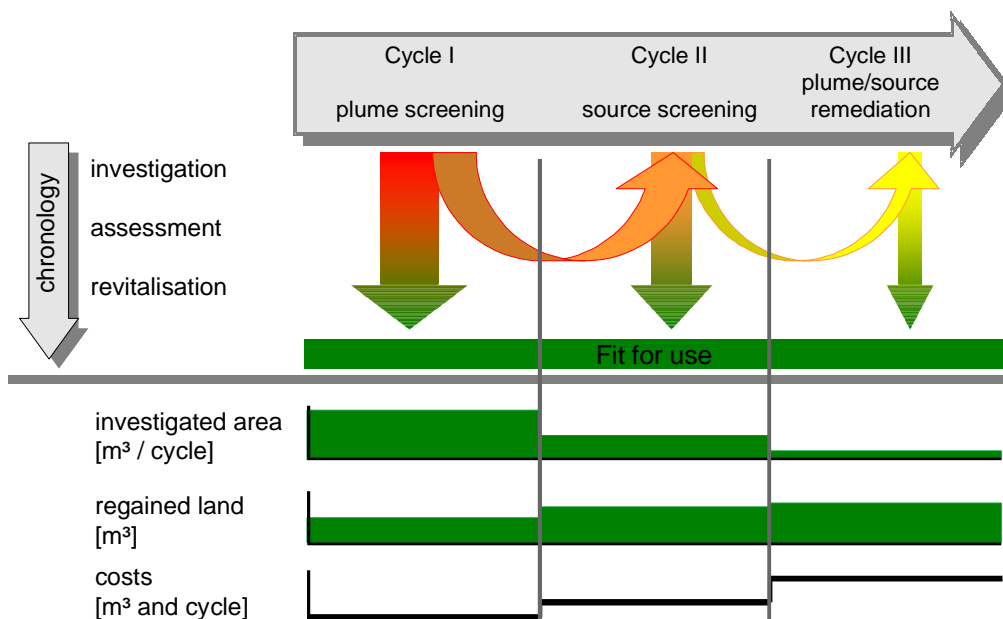 Cycle I
plume screening
Cycle II
source screening
Cycle III
plume/source
remediation
chronology
investigation
assessment
revitalisation
Fit for use
investigated area
[m³ / cycle]
regained land
[m³]
costs
[m³ and cycle]